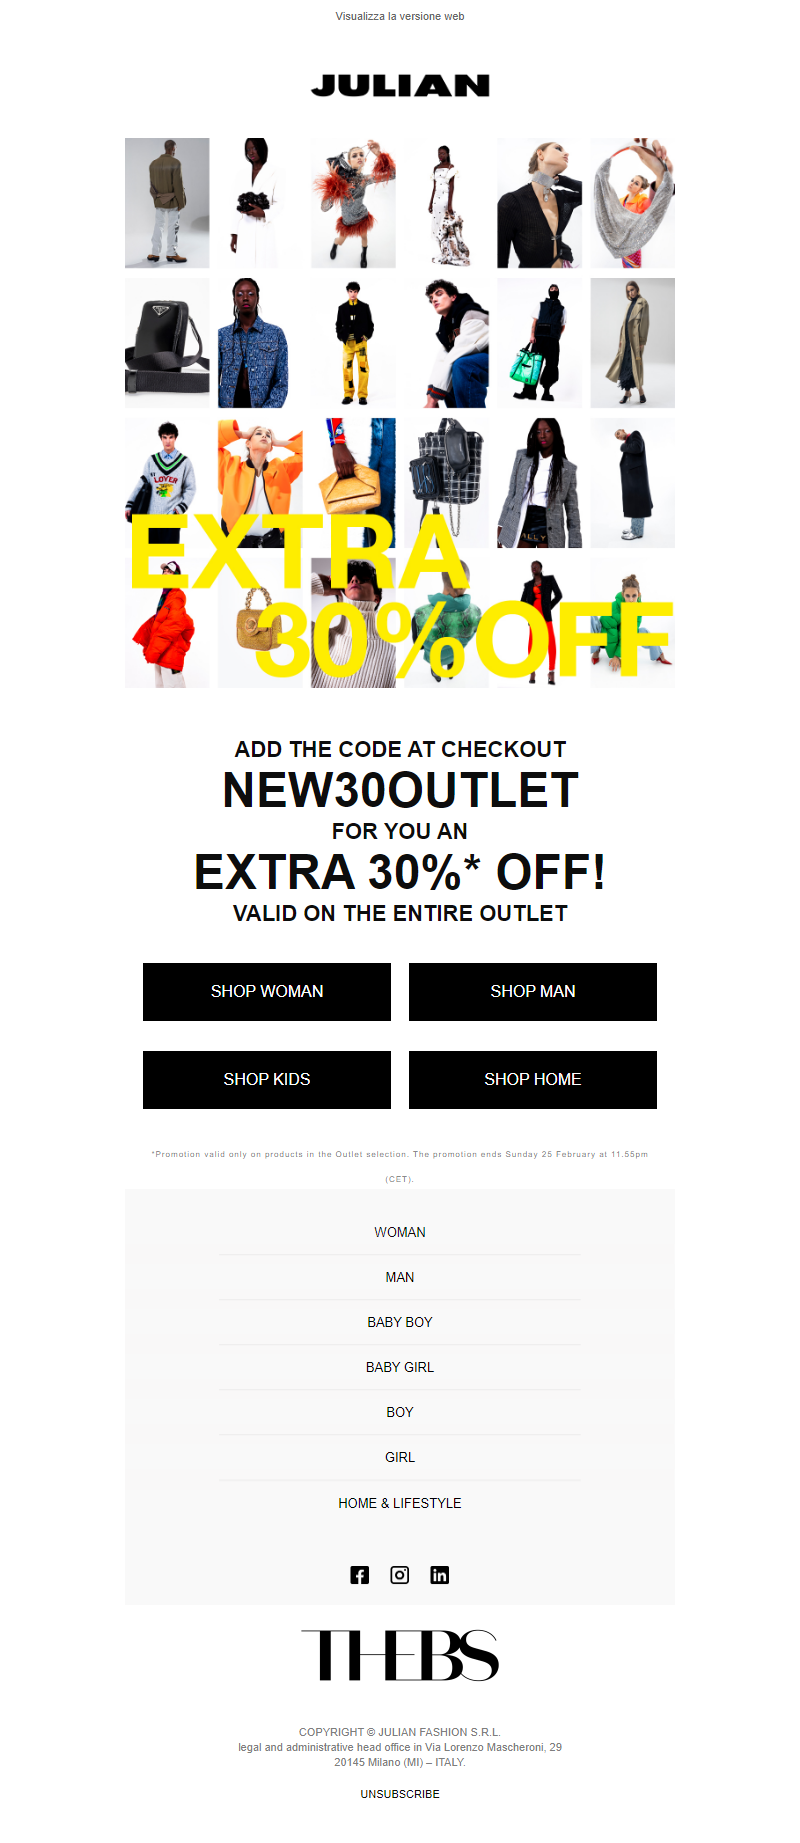 Visualizza la versione web
JULIAN
PRADA
LOVER
EXTRA
30%OFF
ADD THE CODE AT CHECKOUT
NEW30OUTLET
FOR YOU AN
EXTRA 30%* OFF!
VALID ON THE ENTIRE OUTLET
SHOP WOMAN
SHOP MAN
SHOP KIDS
SHOP HOME
*Promotion valid only on products in the Outlet selection. The promotion ends Sunday 25 February at 11.55pm
(CET).
WOMAN
MAN
BABY BOY
BABY GIRL
BOY
GIRL
HOME & LIFESTYLE
THEBS
COPYRIGHT © JULIAN FASHION S.R.L.
legal and administrative head office in Via Lorenzo Mascheroni, 29
20145 Milano (MI) – ITALY.
UNSUBSCRIBE